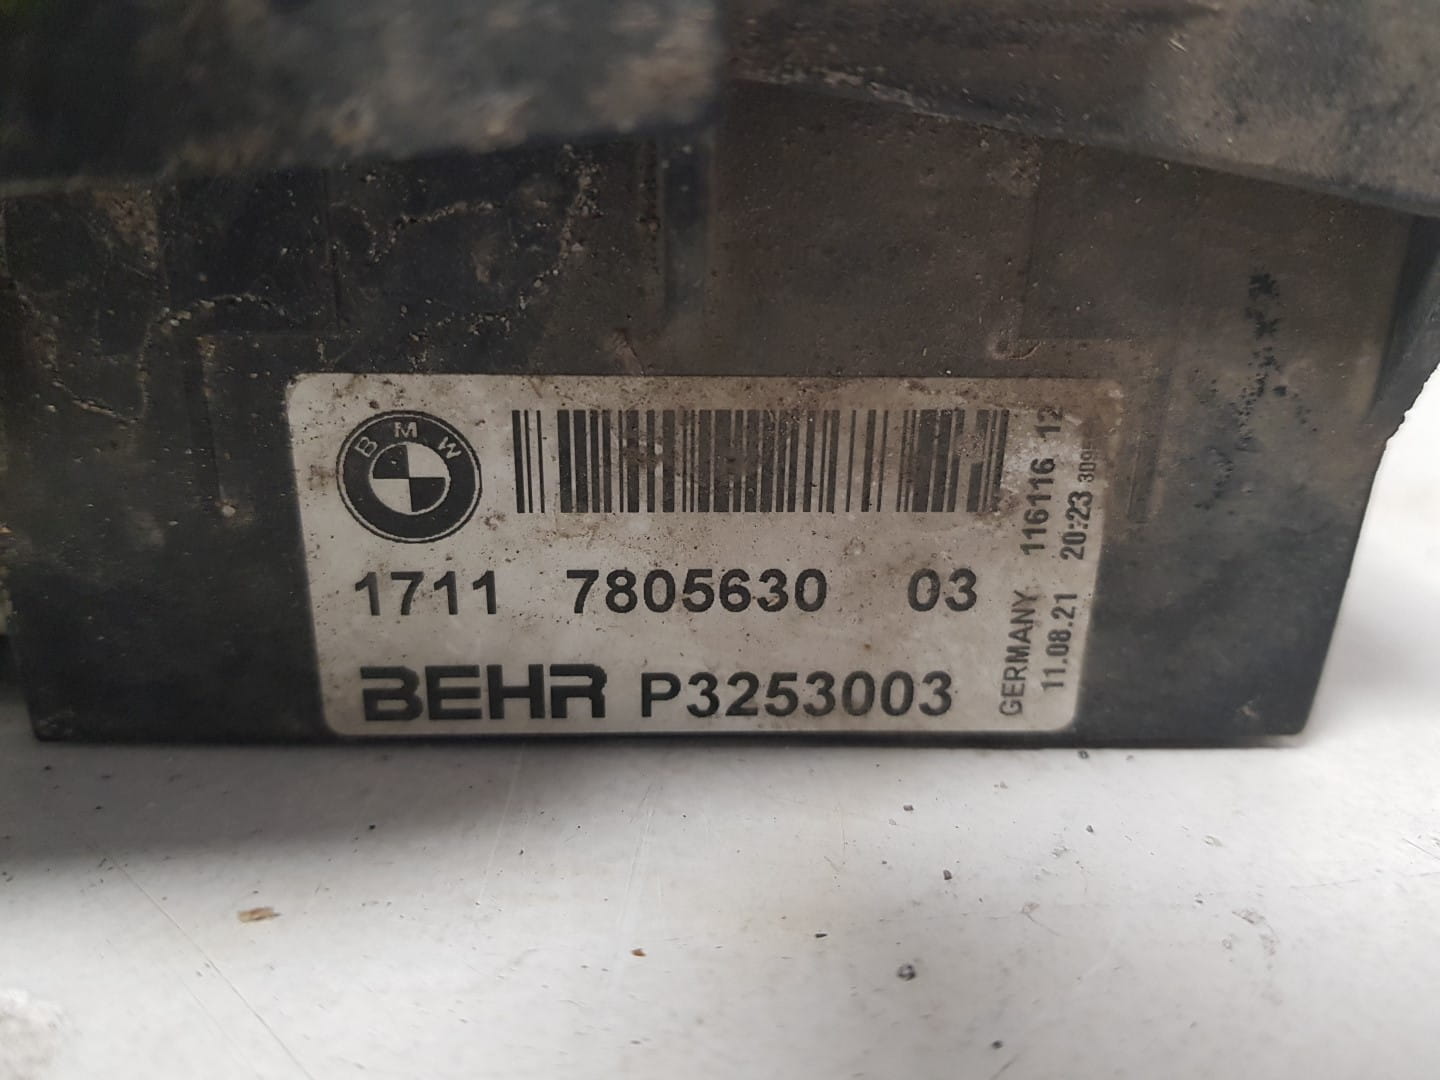 BMW
1711 7805630 03
BEHR P3253003
GERMANY 116116 12
11.08.21 20:23